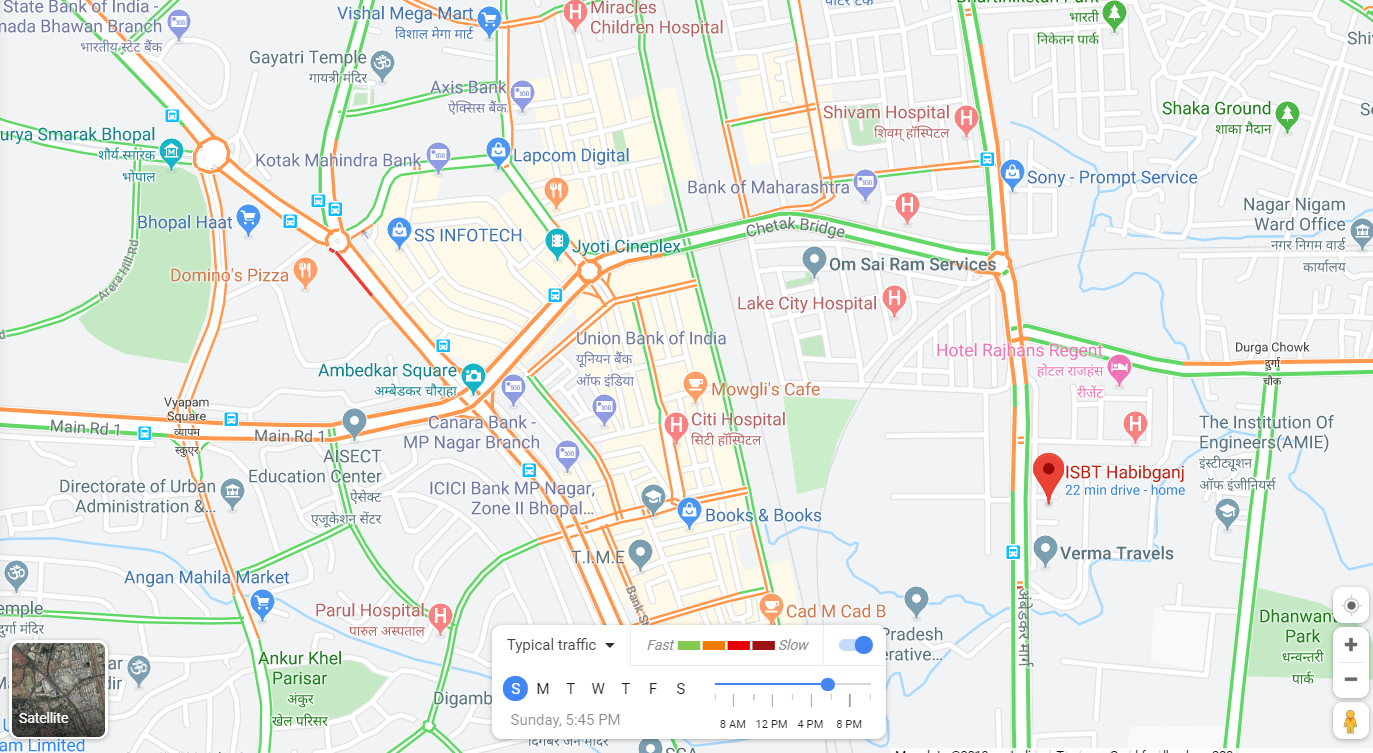 State Bank of India -
mada Bhawan Branch
भारतीय स्टेट बैंक
Vishal Mega Mart
विशाल मेगा मार्ट
Miracles
Children Hospital
भारती
निकेतन पार्क
Gayatri Temple
गायत्री मंदिर
Axis Bank
ऐक्सिस बैंक
Shivam Hospital
शिवम् हॉस्पिटल
Shaka Ground
शाका मैदान
urya Smarak Bhopal
शौर्य स्मारक
भोपाल
Kotak Mahindra Bank
Lapcom Digital
Bank of Maharashtra
Sony - Prompt Service
Bhopal Haat
SS INFOTECH
Jyoti Cineplex
Chetak Bridge
Nagar Nigam
Ward Office
नगर निगम वार्ड
कार्यालय
Arera Hill Rd
Domino's Pizza
Om Sai Ram Services
Lake City Hospital
Union Bank of India
यूनियन बैंक
ऑफ इंडिया
Hotel Rajhans Regent
होटल राजहंस
रीजेंट
Durga Chowk
दुर्गा
चौक
Ambedkar Square
अम्बेडकर चौराहा
Mowgli's Cafe
Vyapam
Square
व्यापम
स्कुएर
Main Rd 1
Main Rd 1
Canara Bank -
MP Nagar Branch
Citi Hospital
सिटी हॉस्पिटल
The Institution Of
Engineers(AMIE)
इंस्टीट्यूशन
ऑफ इंजीनियर्स
AISECT
Education Center
ऐसेक्ट
एजूकेशन सेंटर
ISBT Habibganj
22 min drive - home
Directorate of Urban
Administration &...
ICICI Bank MP Nagar,
Zone II Bhopal...
Books & Books
T.I.M.E
Verma Travels
Angan Mahila Market
Bank St
emple
दुर्गा मंदिर
Parul Hospital
पारुल अस्पताल
Cad M Cad B
अंबेडकर मार्ग
Pradesh
erative...
Dhanwant
Park
धन्वन्तरी
पार्क
Ankur Khel
Parisar
अंकुर
खेल परिसर
Digamb
दिगंबर जैन मंदिर
Satellite
am Limited
Typical traffic
Fast
Slow
S M T W T F S
Sunday, 5:45 PM
8 AM 12 PM 4 PM 8 PM